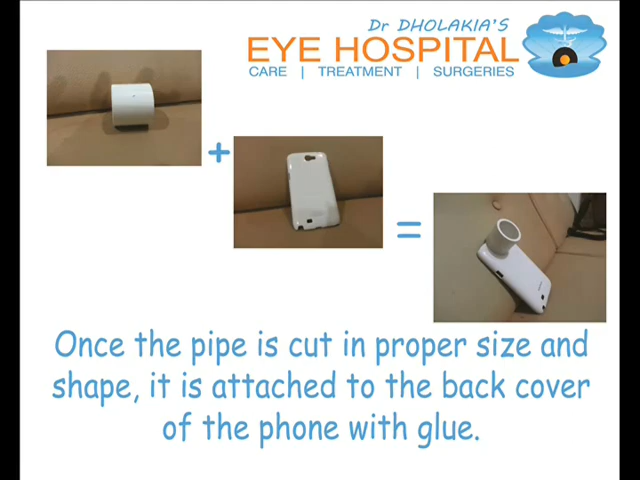 Dr DHOLAKIA'S
EYE HOSPITAL
CARE | TREATMENT | SURGERIES
+
=
Once the pipe is cut in proper size and
shape, it is attached to the back cover
of the phone with glue.